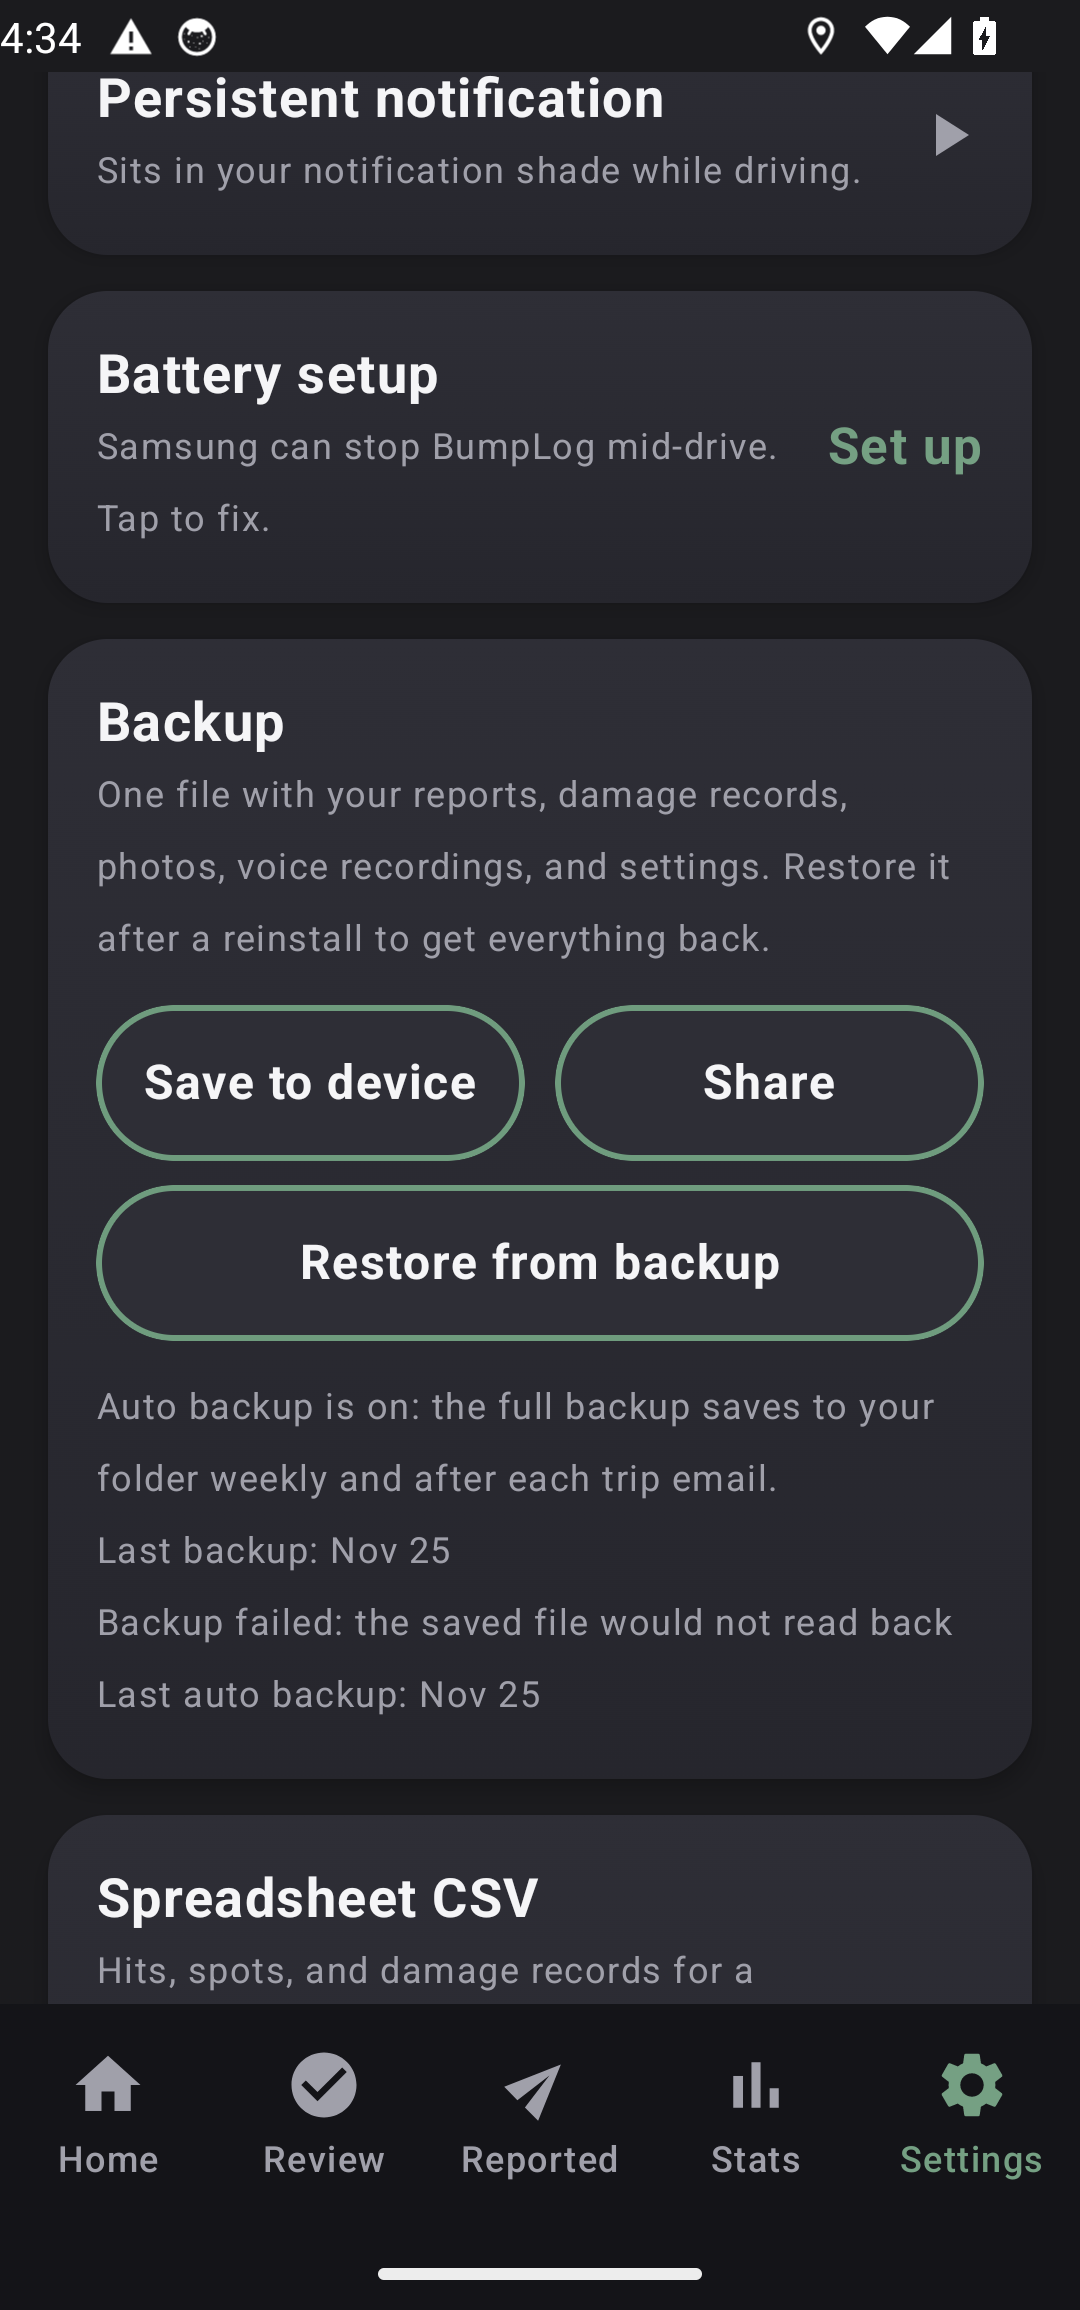 4:34
Persistent notification
Sits in your notification shade while driving.
Battery setup
Samsung can stop BumpLog mid-drive.
Tap to fix.
Set up
Backup
One file with your reports, damage records,
photos, voice recordings, and settings. Restore it
after a reinstall to get everything back.
Save to device
Share
Restore from backup
Auto backup is on: the full backup saves to your
folder weekly and after each trip email.
Last backup: Nov 25
Backup failed: the saved file would not read back
Last auto backup: Nov 25
Spreadsheet CSV
Hits, spots, and damage records for a
Home
Review
Reported
Stats
Settings